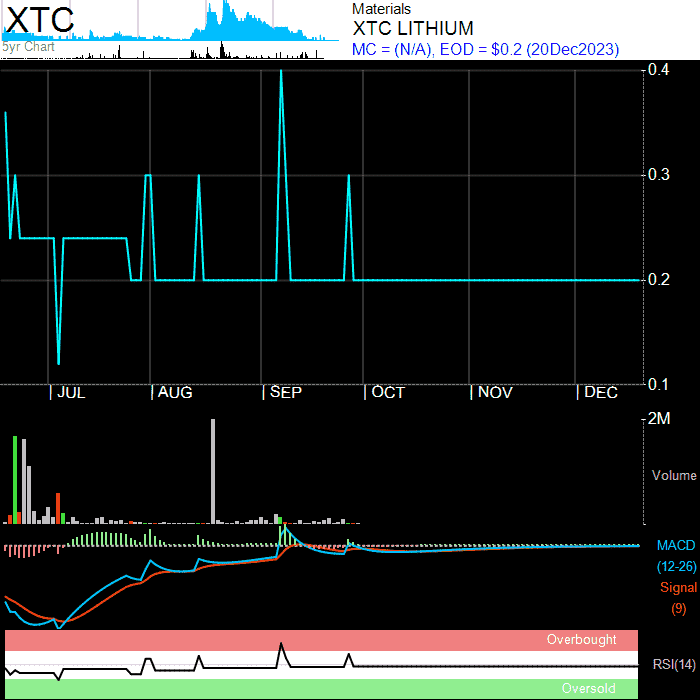 XTC
5yr Chart
Materials
XTC LITHIUM
MC = (N/A), EOD = $0.2 (20Dec2023)
0.4
0.3
0.2
0.1
JUL
AUG
SEP
OCT
NOV
DEC
2M
Volume
MACD
(12-26)
Signal
(9)
Overbought
RSI(14)
Oversold